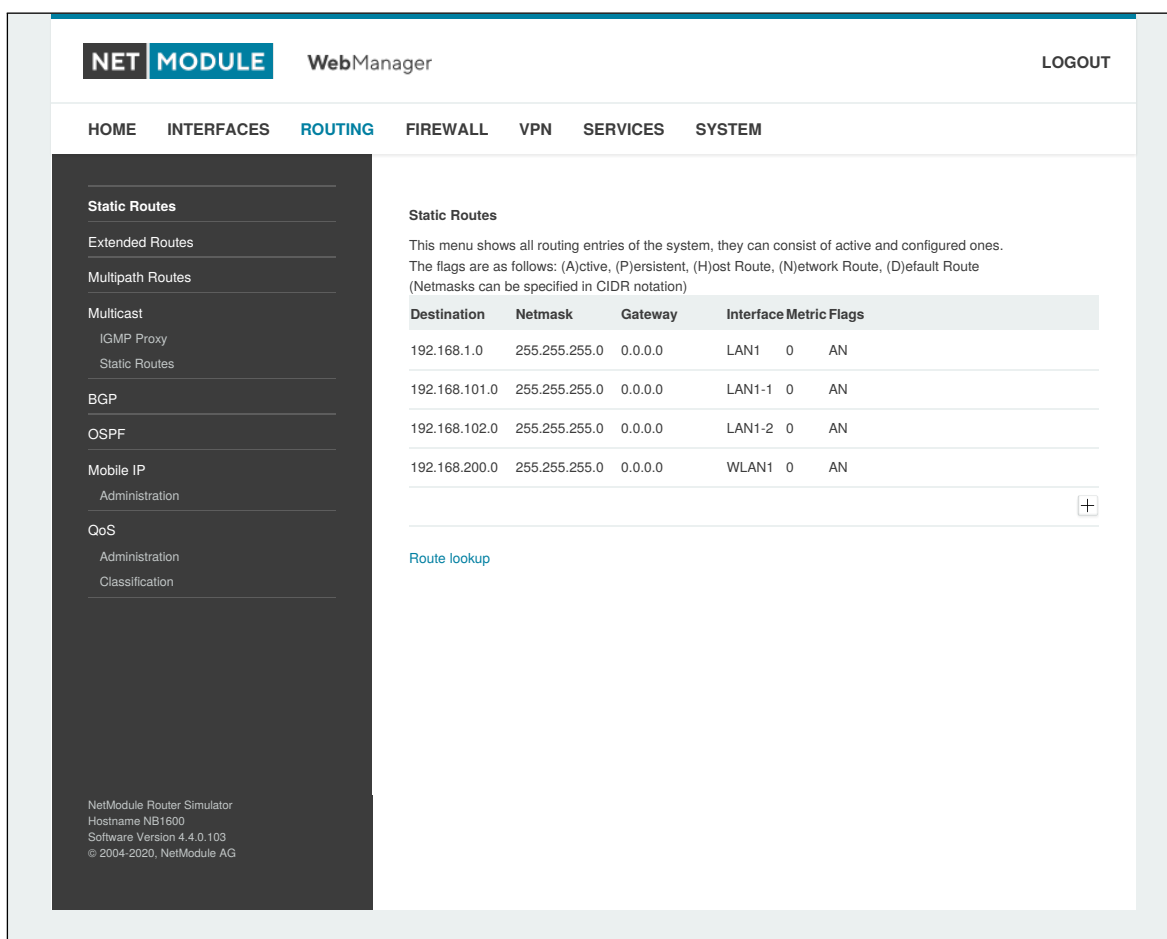 NET MODULE WebManager LOGOUT
HOME INTERFACES ROUTING FIREWALL VPN SERVICES SYSTEM
Static Routes
Extended Routes
Multipath Routes
Multicast
IGMP Proxy
Static Routes
BGP
OSPF
Mobile IP
Administration
QoS
Administration
Classification
NetModule Router Simulator
Hostname NB1600
Software Version 4.4.0.103
© 2004-2020, NetModule AG
Static Routes
This menu shows all routing entries of the system, they can consist of active and configured ones.
The flags are as follows: (A)ctive, (P)ersistent, (H)ost Route, (N)etwork Route, (D)efault Route
(Netmasks can be specified in CIDR notation)
Destination Netmask Gateway Interface Metric Flags
192.168.1.0 255.255.255.0 0.0.0.0 LAN1 0 AN
192.168.101.0 255.255.255.0 0.0.0.0 LAN1-1 0 AN
192.168.102.0 255.255.255.0 0.0.0.0 LAN1-2 0 AN
192.168.200.0 255.255.255.0 0.0.0.0 WLAN1 0 AN
Route lookup